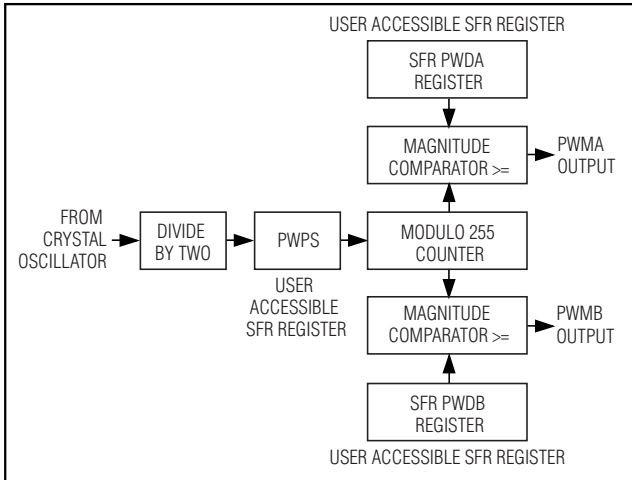 USER ACCESSIBLE SFR REGISTER
SFR PWDA
REGISTER
MAGNITUDE
COMPARATOR >=
PWMA
OUTPUT
FROM
CRYSTAL
OSCILLATOR
DIVIDE
BY TWO
PWPS
USER
ACCESSIBLE
SFR REGISTER
MODULO 255
COUNTER
MAGNITUDE
COMPARATOR >=
PWMB
OUTPUT
SFR PWDB
REGISTER
USER ACCESSIBLE SFR REGISTER